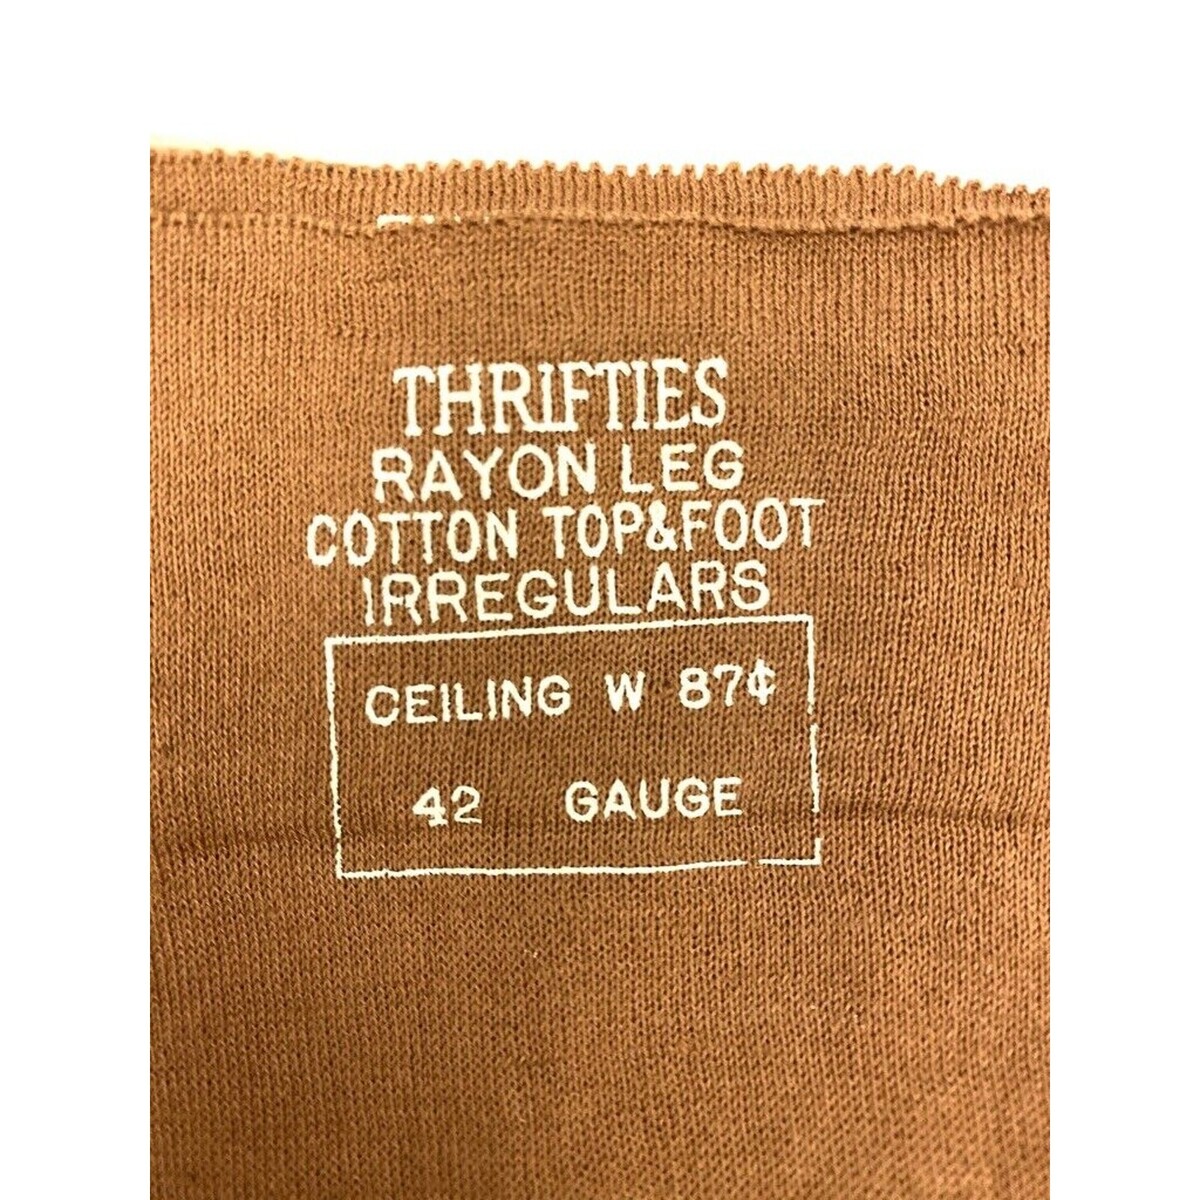 THRIFTIES
RAYON LEG
COTTON TOP&FOOT
IRREGULARS
CEILING W 87¢
42 GAUGE